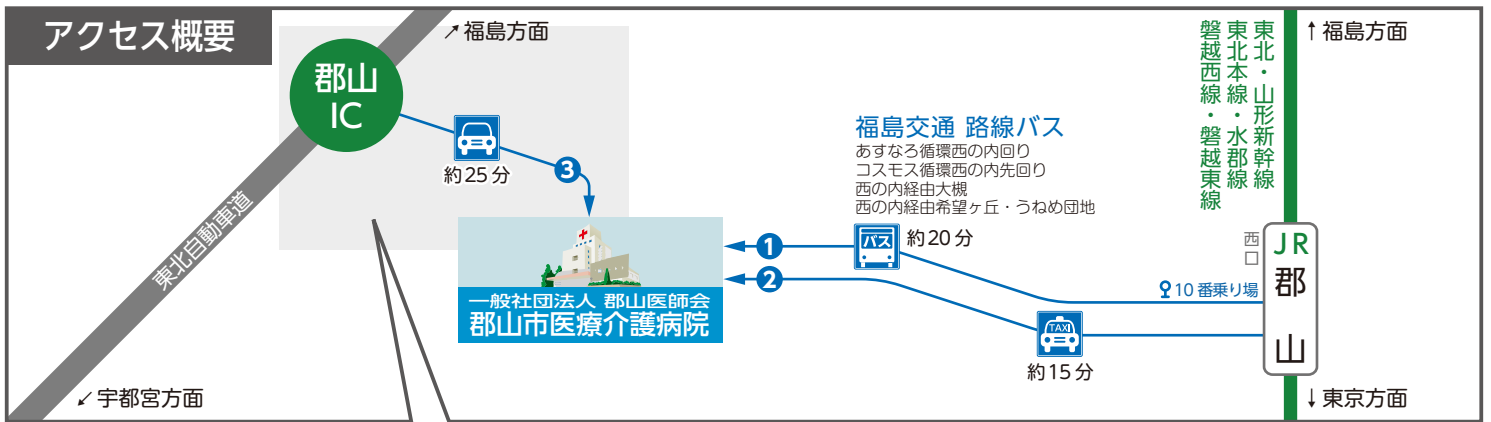 アクセス概要
↗福島方面
郡山
IC
約25分
3
東北自動車道
↙宇都宮方面
一般社団法人 郡山医師会
郡山市医療介護病院
福島交通 路線バス
あすなろ循環西の内回り
コスモス循環西の内先回り
西の内経由大槻
西の内経由希望ヶ丘・うねめ団地
バス
約20分
1
2
10番乗り場
TAXI
約15分
東北・山形新幹線
東北本線・水郡線
磐越西線・磐越東線
↑福島方面
西口
JR
郡山
↓東京方面